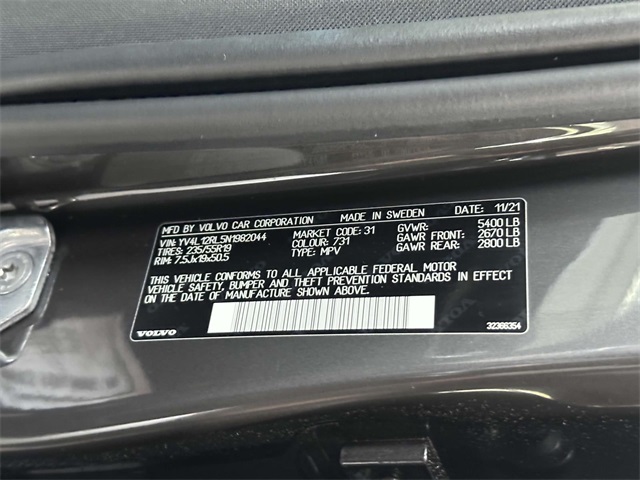 MFD BY VOLVO CAR CORPORATION MADE IN SWEDEN DATE: 11/21
VIN: YV4L12RL5N1982044 MARKET CODE: 31 GVWR: 5400 LB
TIRES: 235/55R19 COLOUR: 731 GAWR FRONT: 2670 LB
RIM: 7.5Jx19x50.5 TYPE: MPV GAWR REAR: 2800 LB
THIS VEHICLE CONFORMS TO ALL APPLICABLE FEDERAL MOTOR
VEHICLE SAFETY, BUMPER, AND THEFT PREVENTION STANDARDS IN EFFECT
ON THE DATE OF MANUFACTURE SHOWN ABOVE.
VOLVO 32366354